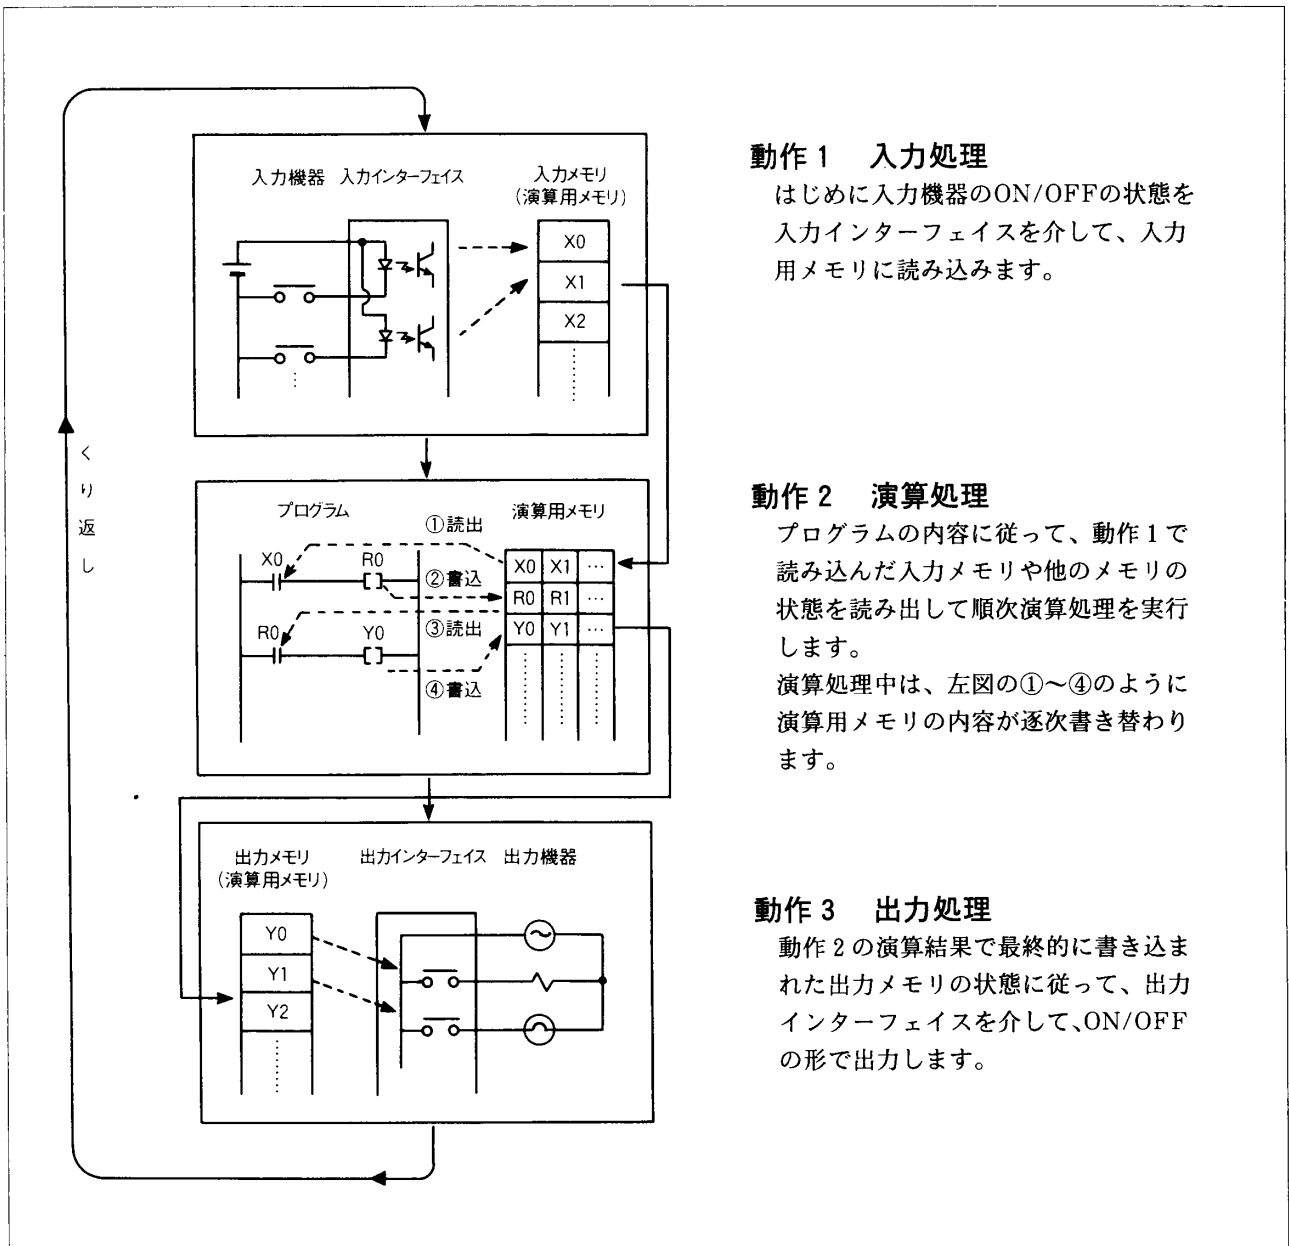 動作1 入力処理
はじめに入力機器のON/OFFの状態を
入力インターフェイスを介して、入力
用メモリに読み込みます。
入力機器 入力インターフェイス 入力メモリ
(演算用メモリ)
X0
X1
X2
くり返し
動作2 演算処理
プログラムの内容に従って、動作1で
読み込んだ入力メモリや他のメモリの
状態を読み出して順次演算処理を実行
します。
演算処理中は、左図の①〜④のように
演算用メモリの内容が逐次書き替わり
ます。
プログラム
①読出
演算用メモリ
X0 R0
②書込
X0 X1 …
R0 R1 …
Y0 Y1 …
③読出
R0 Y0
④書込
動作3 出力処理
動作2の演算結果で最終的に書き込ま
れた出力メモリの状態に従って、出力
インターフェイスを介して、ON/OFF
の形で出力します。
出力メモリ 出力インターフェイス 出力機器
(演算用メモリ)
Y0
Y1
Y2